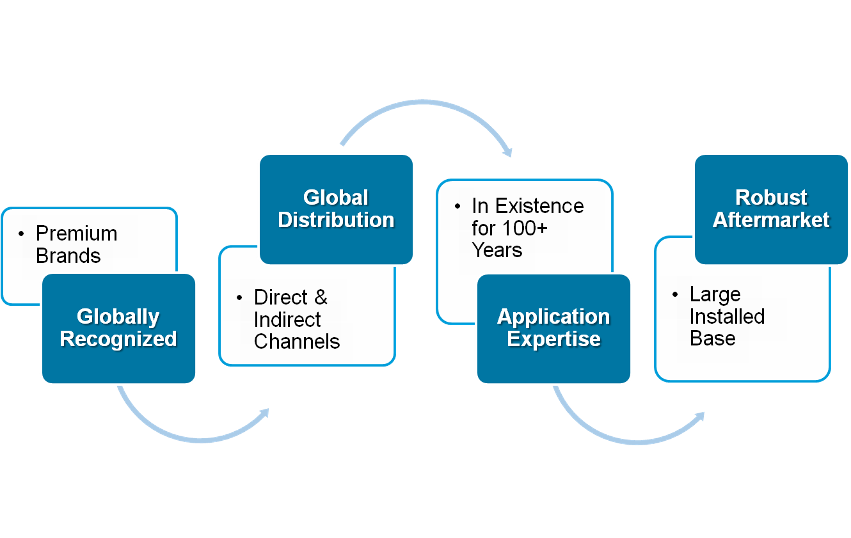 • Premium
Brands
Globally
Recognized
Global
Distribution
• Direct &
Indirect
Channels
• In Existence
for 100+
Years
Application
Expertise
Robust
Aftermarket
• Large
Installed
Base